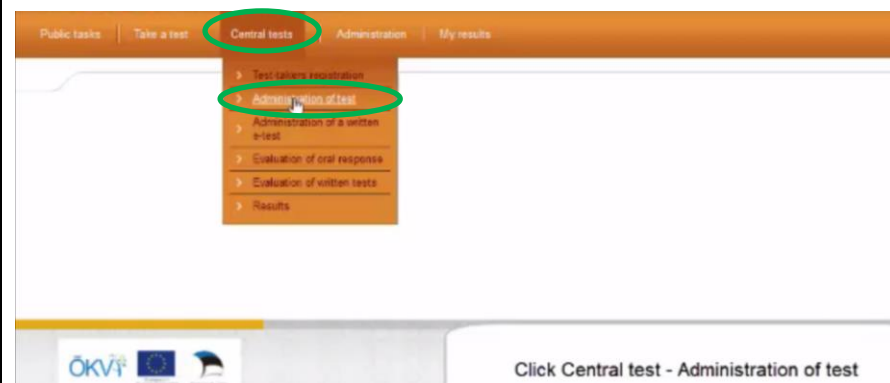 Public tasks Take a test Central tests Administration My results
Test-takers registration
Administration of test
Administration of a written
e-test
Evaluation of oral response
Evaluation of written tests
Results
ÕKVA
Click Central test - Administration of test